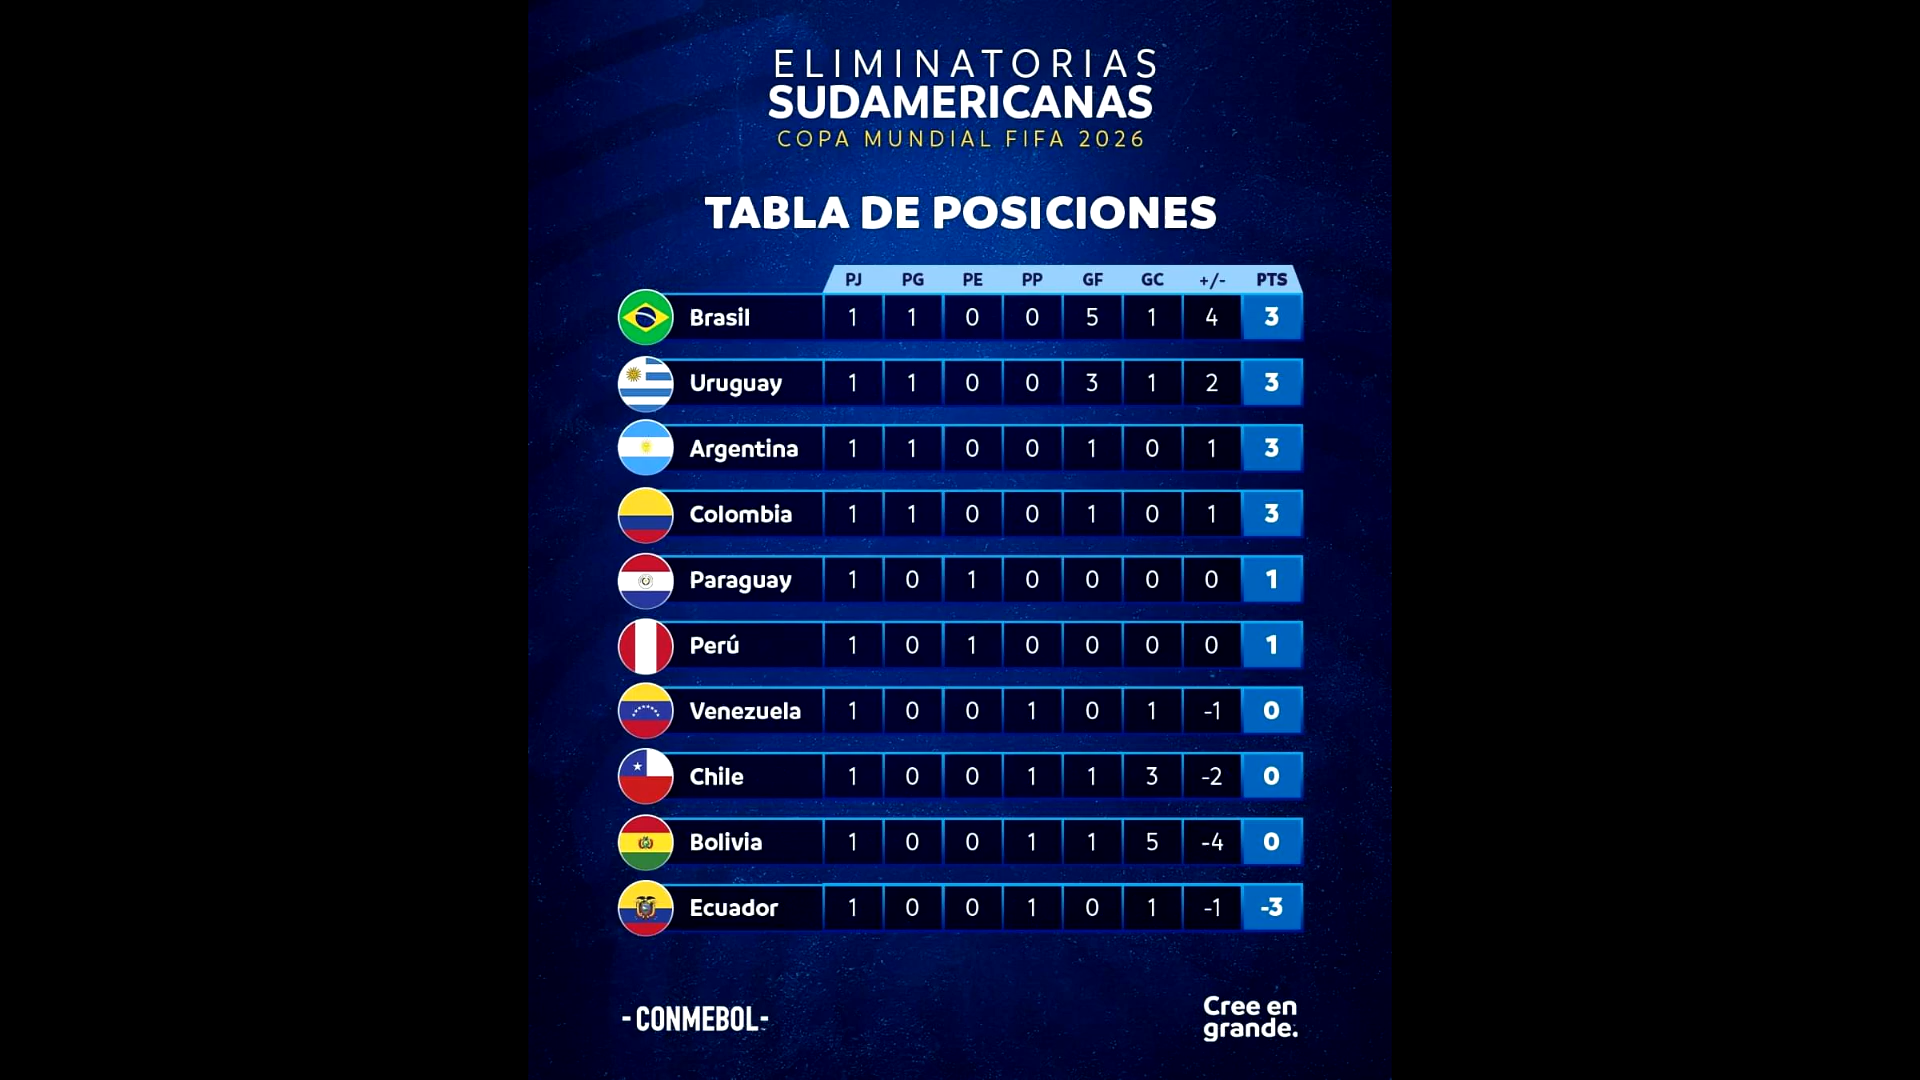 ELIMINATORIAS
SUDAMERICANAS
COPA MUNDIAL FIFA 2026
TABLA DE POSICIONES
PJ PG PE PP GF GC +/- PTS
Brasil 1 1 0 0 5 1 4 3
Uruguay 1 1 0 0 3 1 2 3
Argentina 1 1 0 0 1 0 1 3
Colombia 1 1 0 0 1 0 1 3
Paraguay 1 0 1 0 0 0 0 1
Perú 1 0 1 0 0 0 0 1
Venezuela 1 0 0 1 0 1 -1 0
Chile 1 0 0 1 1 3 -2 0
Bolivia 1 0 0 1 1 5 -4 0
Ecuador 1 0 0 1 0 1 -1 -3
-CONMEBOL-
Cree en
grande.